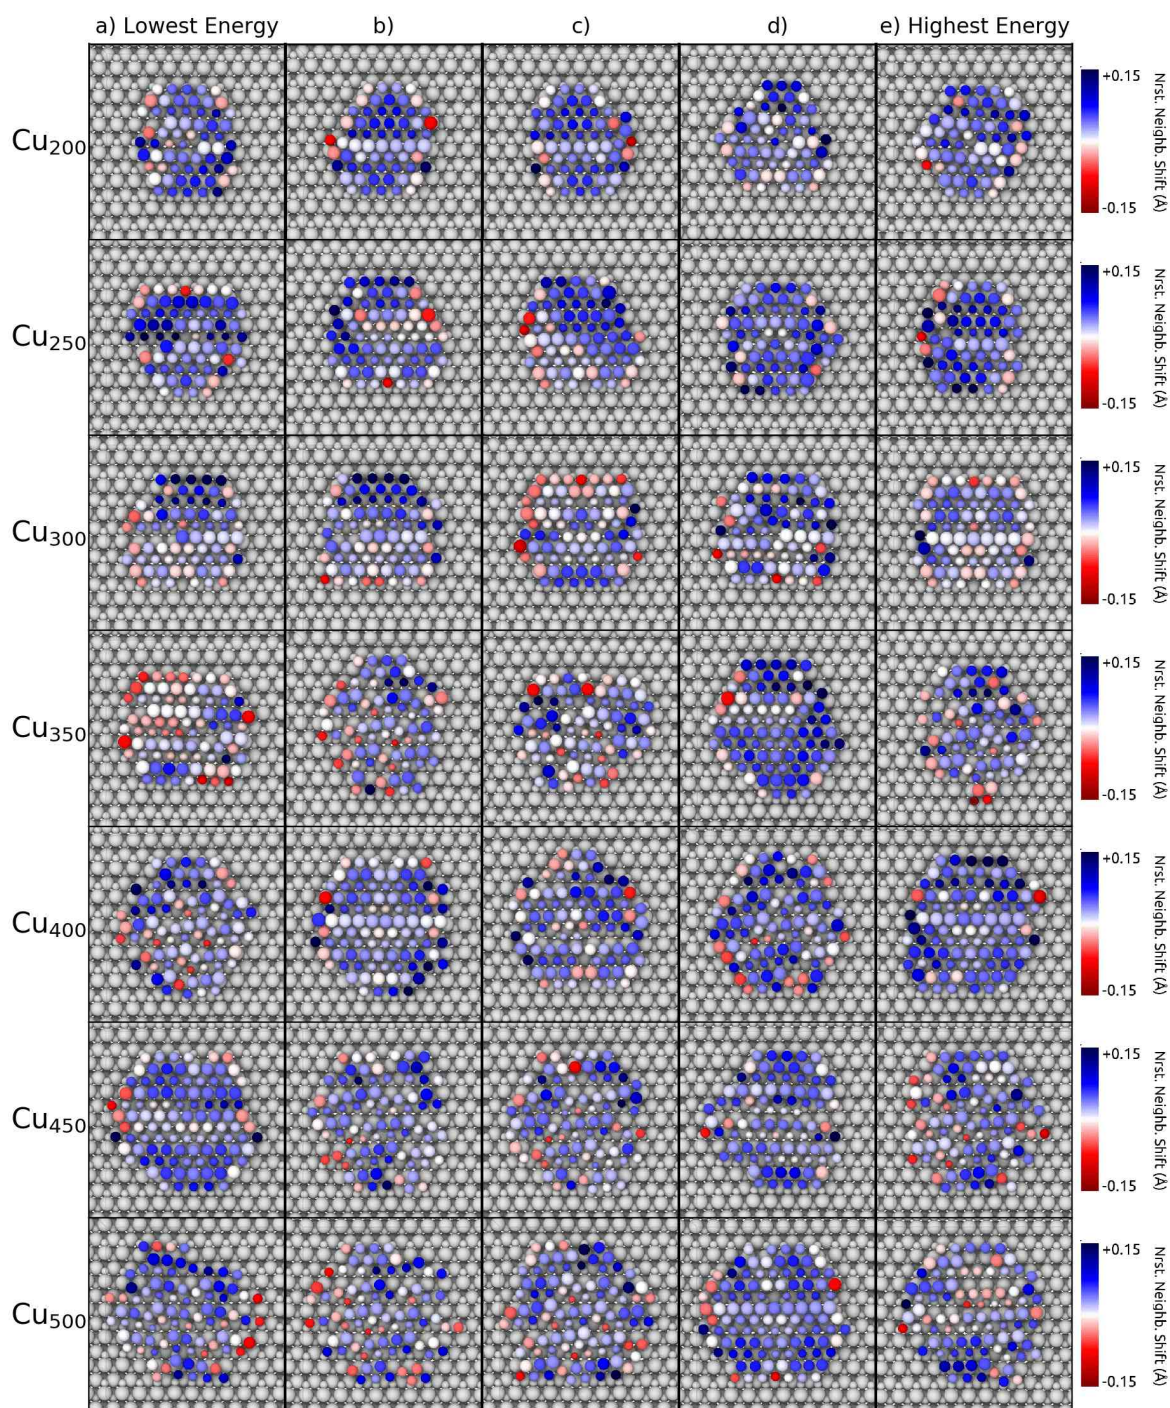 a) Lowest Energy b) c) d) e) Highest Energy
Cu200
+0.15
Nrst. Neighb. Shift (Å)
-0.15
Cu250
+0.15
Nrst. Neighb. Shift (Å)
-0.15
Cu300
+0.15
Nrst. Neighb. Shift (Å)
-0.15
Cu350
+0.15
Nrst. Neighb. Shift (Å)
-0.15
Cu400
+0.15
Nrst. Neighb. Shift (Å)
-0.15
Cu450
+0.15
Nrst. Neighb. Shift (Å)
-0.15
Cu500
+0.15
Nrst. Neighb. Shift (Å)
-0.15